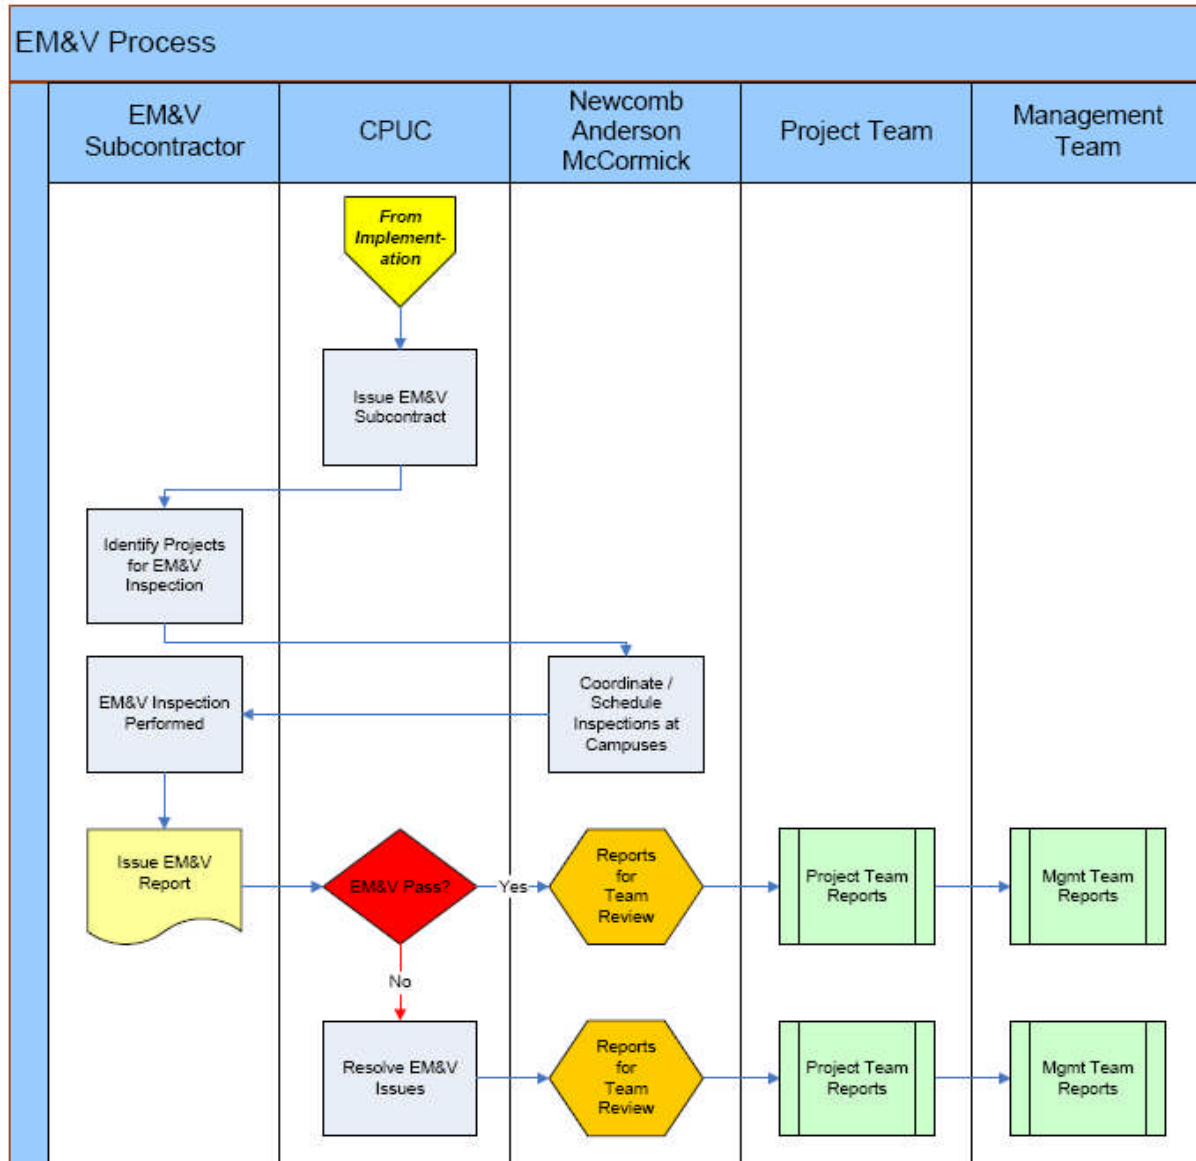 EM&V Process
EM&V
Subcontractor
CPUC
Newcomb
Anderson
McCormick
Project Team
Management
Team
From
Implement-
ation
Issue EM&V
Subcontract
Identify Projects
for EM&V
Inspection
EM&V Inspection
Performed
Coordinate /
Schedule
Inspections at
Campuses
Issue EM&V
Report
EM&V Pass?
Yes
Reports
for
Team
Review
Project Team
Reports
Mgmt Team
Reports
No
Resolve EM&V
Issues
Reports
for
Team
Review
Project Team
Reports
Mgmt Team
Reports